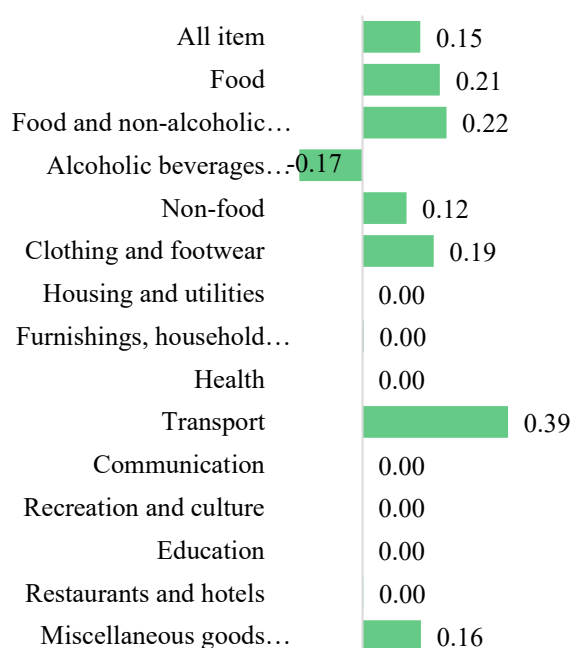 All item 0.15
Food 0.21
Food and non-alcoholic… 0.22
Alcoholic beverages… -0.17
Non-food 0.12
Clothing and footwear 0.19
Housing and utilities 0.00
Furnishings, household… 0.00
Health 0.00
Transport 0.39
Communication 0.00
Recreation and culture 0.00
Education 0.00
Restaurants and hotels 0.00
Miscellaneous goods… 0.16